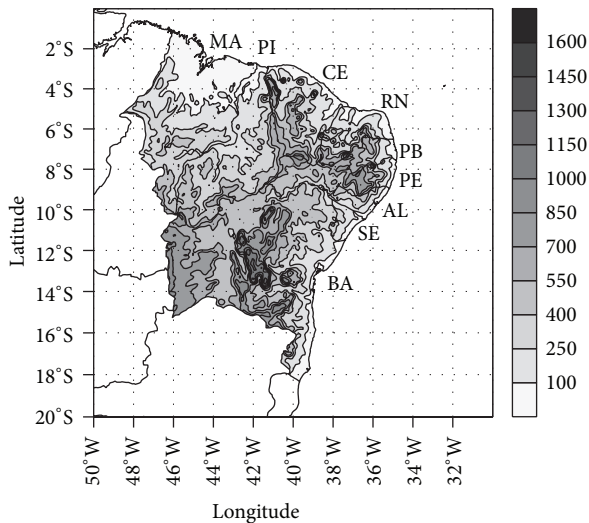 MA
PI
CE
RN
PB
PE
AL
SE
BA
Latitude
2°S
4°S
6°S
8°S
10°S
12°S
14°S
16°S
18°S
20°S
50°W
48°W
46°W
44°W
42°W
40°W
38°W
36°W
34°W
32°W
Longitude
1600
1450
1300
1150
1000
850
700
550
400
250
100